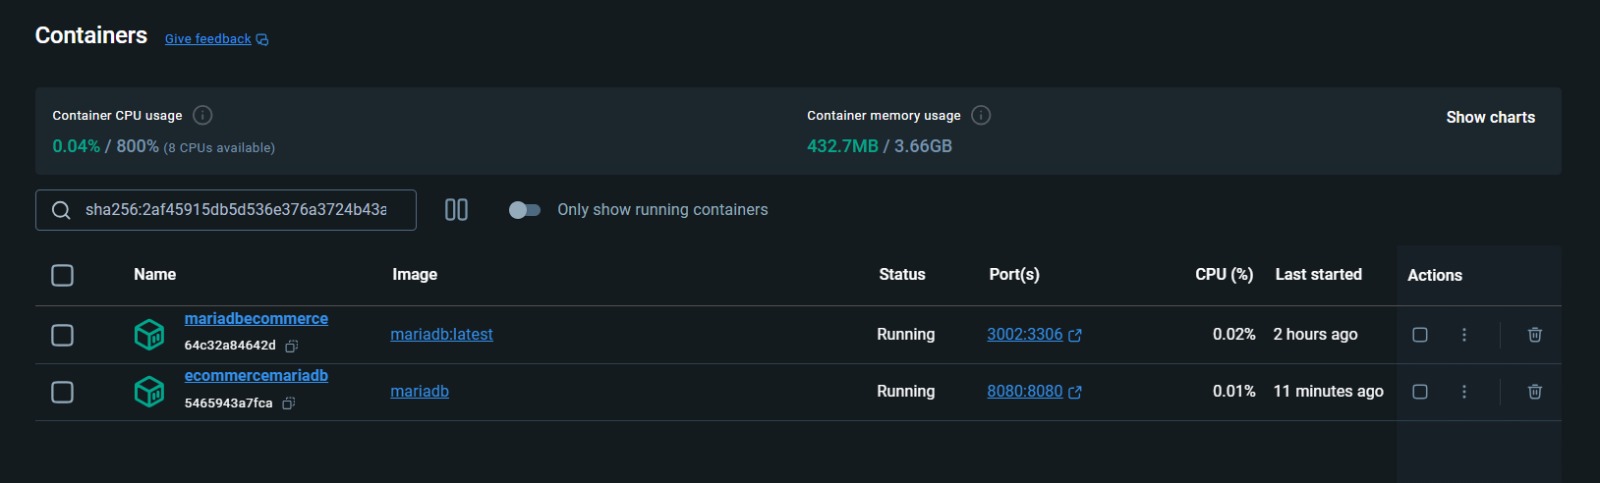 Containers Give feedback
Container CPU usage
0.04% / 800% (8 CPUs available)
Container memory usage
432.7MB / 3.66GB
Show charts
sha256:2af45915db5d536e376a3724b43a
Only show running containers
Name Image Status Port(s) CPU (%) Last started Actions
mariadbecommerce
64c32a84642d
mariadb:latest Running 3002:3306 0.02% 2 hours ago
ecommercemariadb
5465943a7fca
mariadb Running 8080:8080 0.01% 11 minutes ago